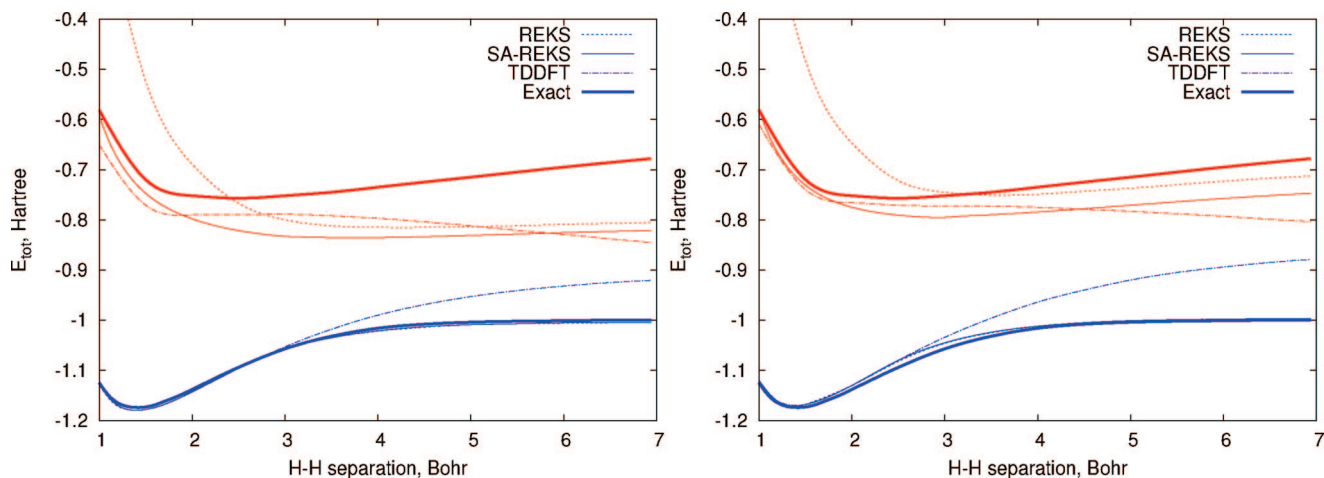 -0.4
-0.5
-0.6
-0.7
-0.8
-0.9
-1
-1.1
-1.2
E_tot, Hartree
REKS
SA-REKS
TDDFT
Exact
1 2 3 4 5 6 7
H-H separation, Bohr
-0.4
-0.5
-0.6
-0.7
-0.8
-0.9
-1
-1.1
-1.2
E_tot, Hartree
REKS
SA-REKS
TDDFT
Exact
1 2 3 4 5 6 7
H-H separation, Bohr